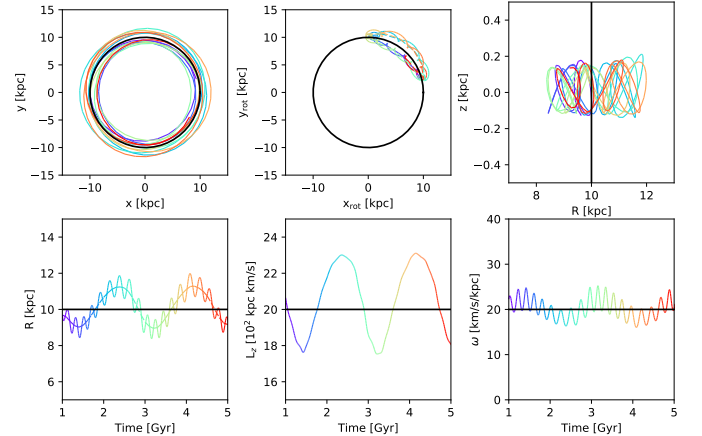 15
10
5
0
−5
−10
−15
y [kpc]
−10 0 10
x [kpc]
15
10
5
0
−5
−10
−15
y_rot [kpc]
−10 0 10
x_rot [kpc]
0.4
0.2
0.0
−0.2
−0.4
z [kpc]
8 10 12
R [kpc]
14
12
10
8
6
R [kpc]
1 2 3 4 5
Time [Gyr]
24
22
20
18
16
L_z [10² kpc km/s]
1 2 3 4 5
Time [Gyr]
40
30
20
10
0
ω [km/s/kpc]
1 2 3 4 5
Time [Gyr]